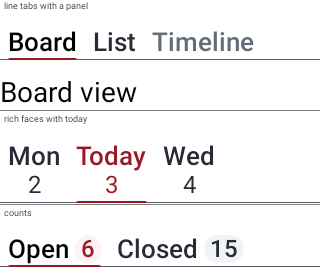 line tabs with a panel
Board List Timeline
Board view
rich faces with today
Mon Today Wed
2 3 4
counts
Open 6 Closed 15